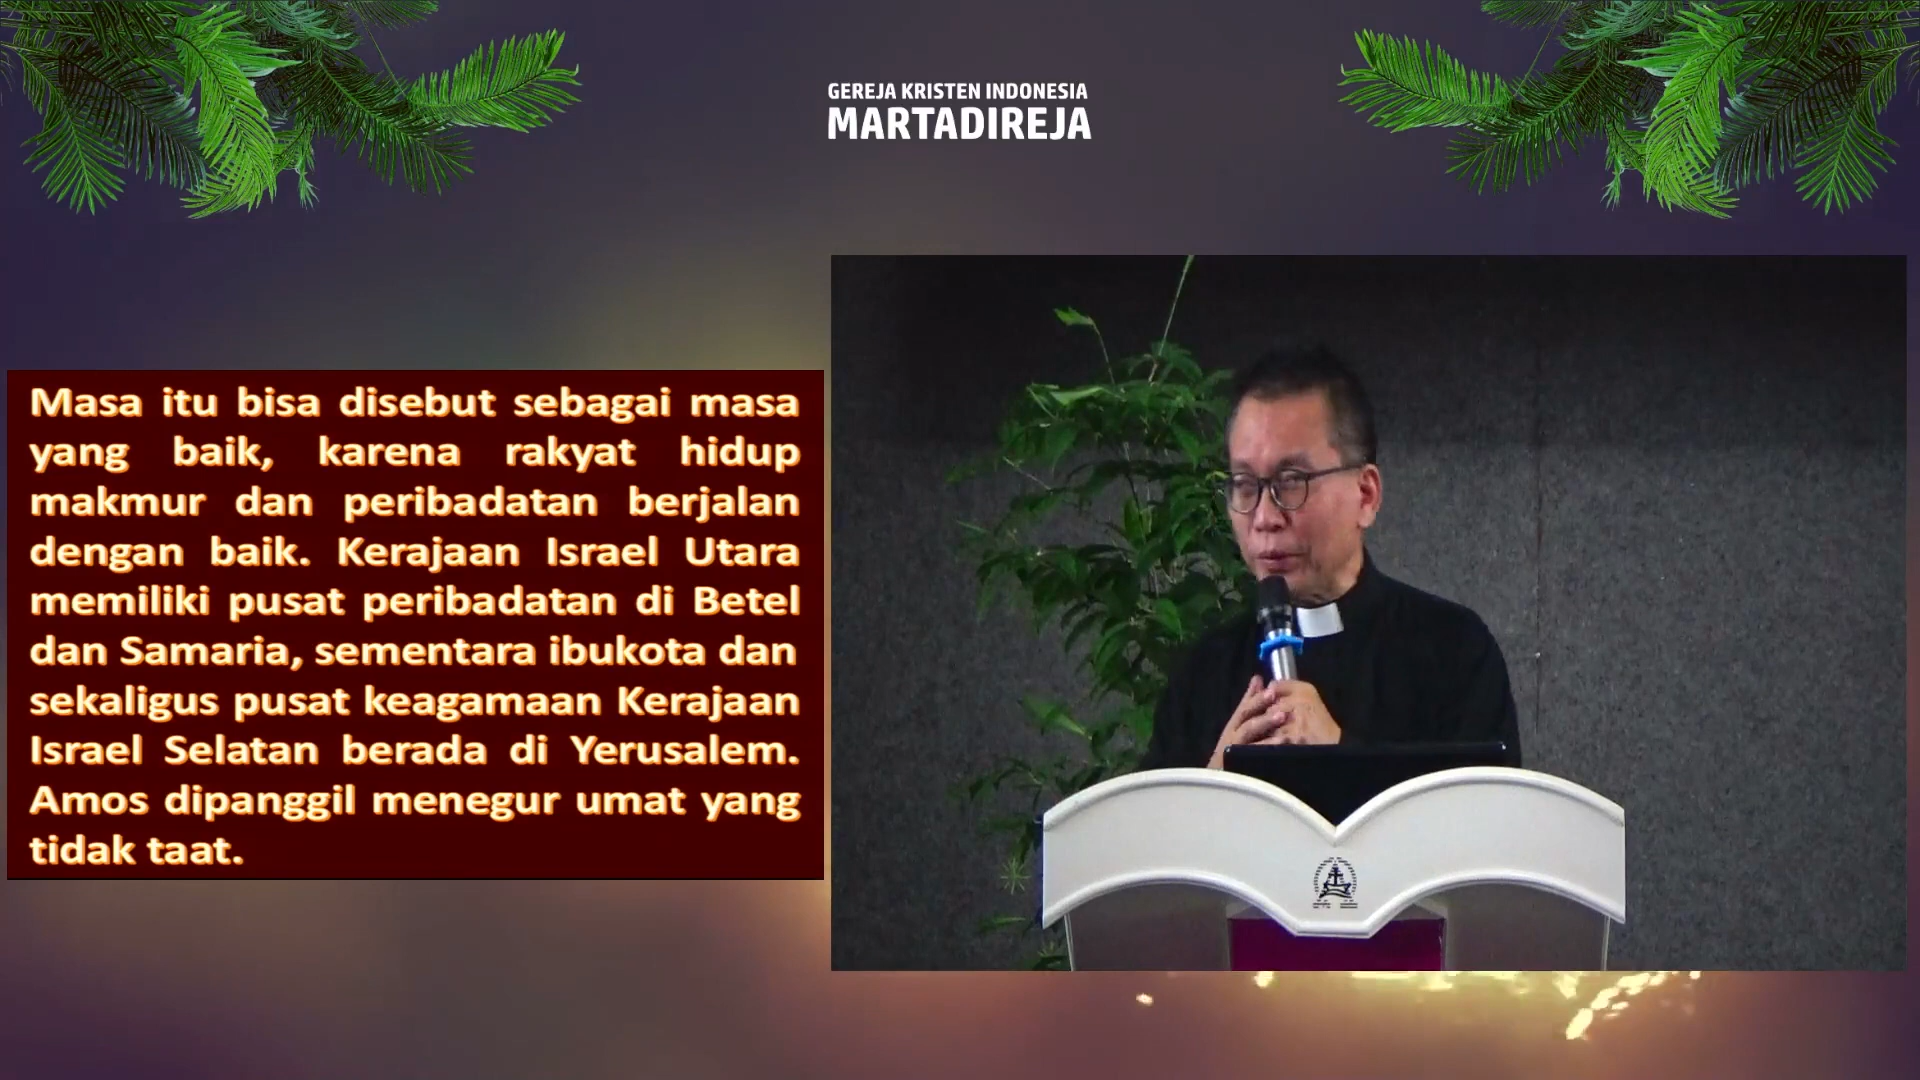 GEREJA KRISTEN INDONESIA
MARTADIREJA
Masa itu bisa disebut sebagai masa
yang baik, karena rakyat hidup
makmur dan peribadatan berjalan
dengan baik. Kerajaan Israel Utara
memiliki pusat peribadatan di Betel
dan Samaria, sementara ibukota dan
sekaligus pusat keagamaan Kerajaan
Israel Selatan berada di Yerusalem.
Amos dipanggil menegur umat yang
tidak taat.